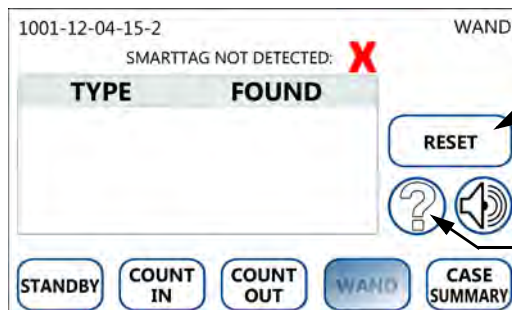 1001-12-04-15-2 WAND
SMARTTAG NOT DETECTED: X
TYPE FOUND
RESET
?
STANDBY COUNT IN COUNT OUT WAND CASE SUMMARY